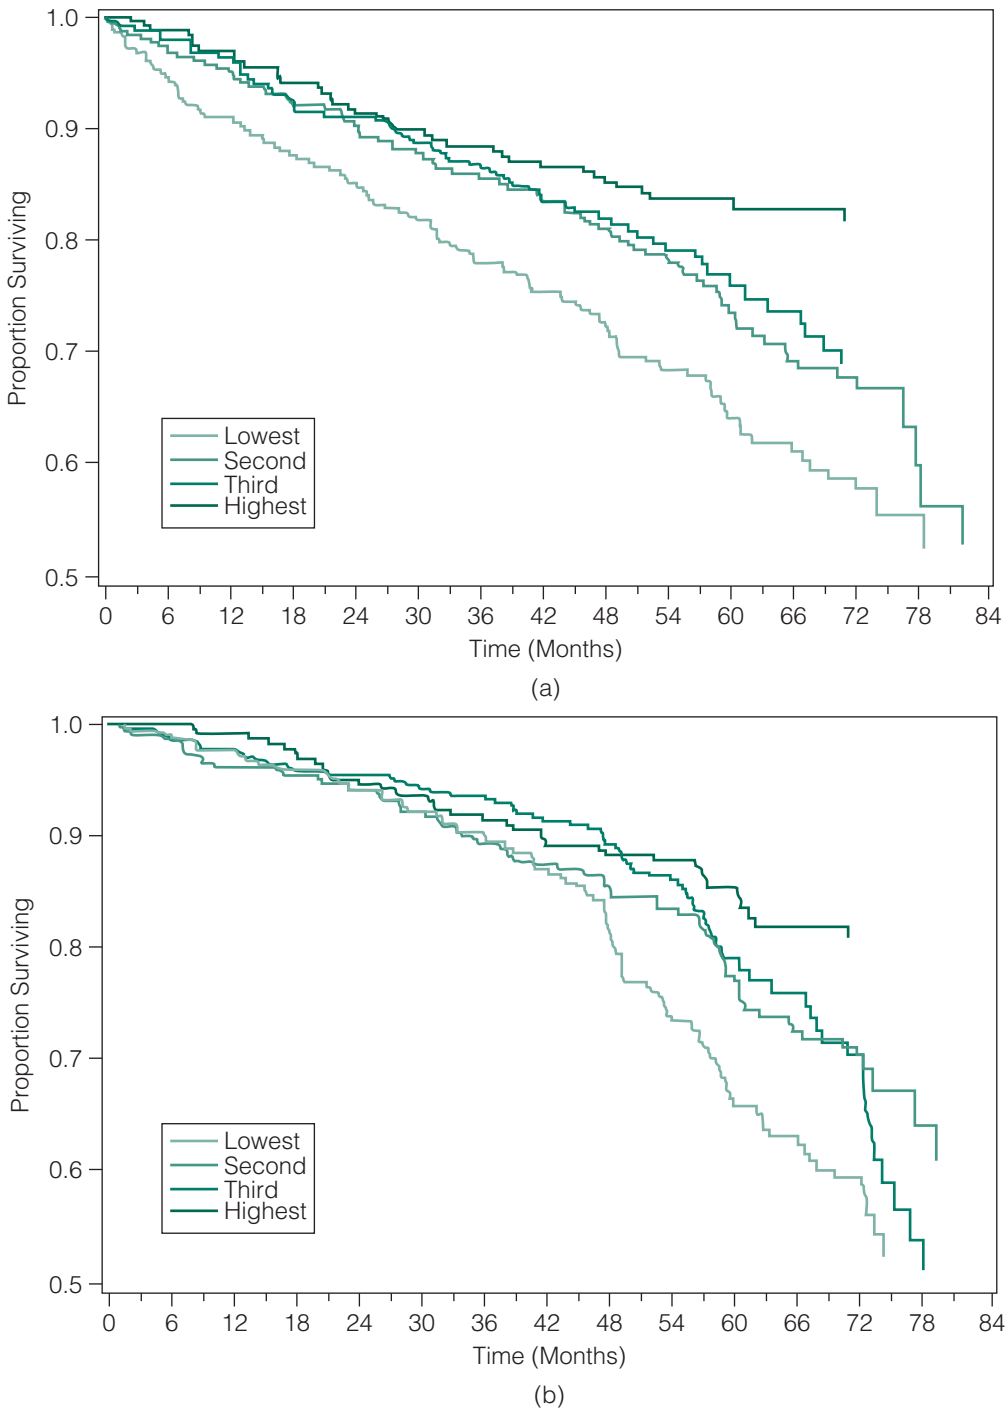 1.0
0.9
0.8
0.7
0.6
0.5
Proportion Surviving
Lowest
Second
Third
Highest
0 6 12 18 24 30 36 42 48 54 60 66 72 78 84
Time (Months)
(a)
1.0
0.9
0.8
0.7
0.6
0.5
Proportion Surviving
Lowest
Second
Third
Highest
0 6 12 18 24 30 36 42 48 54 60 66 72 78 84
Time (Months)
(b)